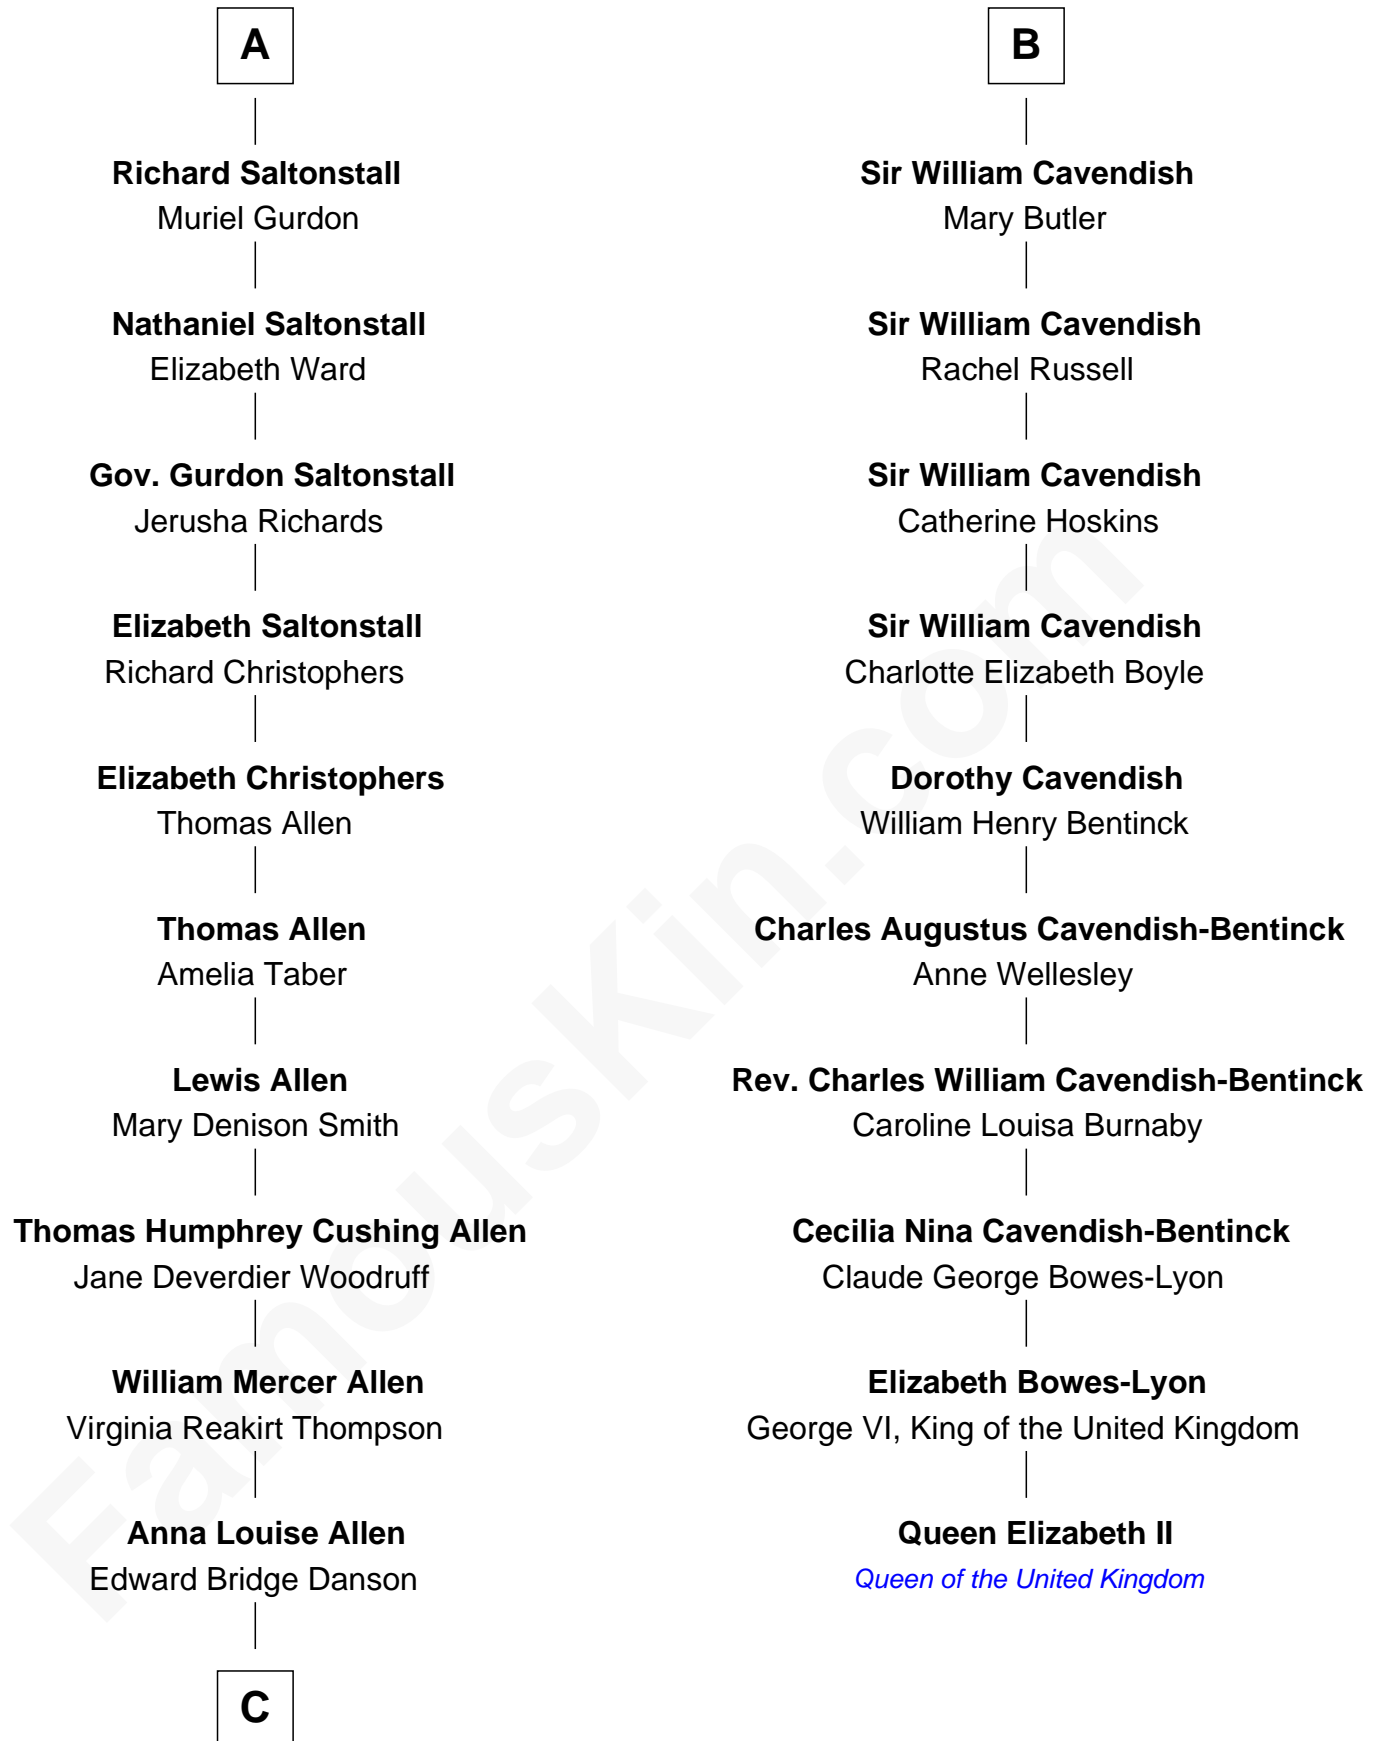 A
Richard Saltonstall
Muriel Gurdon
Nathaniel Saltonstall
Elizabeth Ward
Gov. Gurdon Saltonstall
Jerusha Richards
Elizabeth Saltonstall
Richard Christophers
Elizabeth Christophers
Thomas Allen
Thomas Allen
Amelia Taber
Lewis Allen
Mary Denison Smith
Thomas Humphrey Cushing Allen
Jane Deverdier Woodruff
William Mercer Allen
Virginia Reakirt Thompson
Anna Louise Allen
Edward Bridge Danson
C
B
Sir William Cavendish
Mary Butler
Sir William Cavendish
Rachel Russell
Sir William Cavendish
Catherine Hoskins
Sir William Cavendish
Charlotte Elizabeth Boyle
Dorothy Cavendish
William Henry Bentinck
Charles Augustus Cavendish-Bentinck
Anne Wellesley
Rev. Charles William Cavendish-Bentinck
Caroline Louisa Burnaby
Cecilia Nina Cavendish-Bentinck
Claude George Bowes-Lyon
Elizabeth Bowes-Lyon
George VI, King of the United Kingdom
Queen Elizabeth II
Queen of the United Kingdom
FamousKin.com